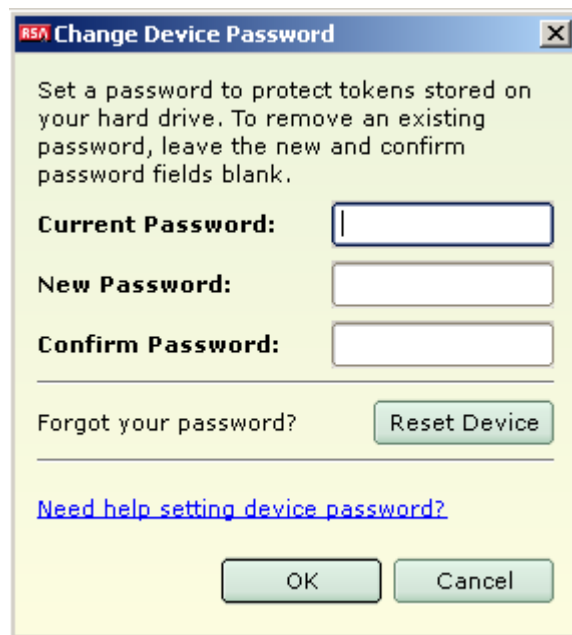 RSA Change Device Password
Set a password to protect tokens stored on
your hard drive. To remove an existing
password, leave the new and confirm
password fields blank.
Current Password:
New Password:
Confirm Password:
Forgot your password? Reset Device
Need help setting device password?
OK Cancel